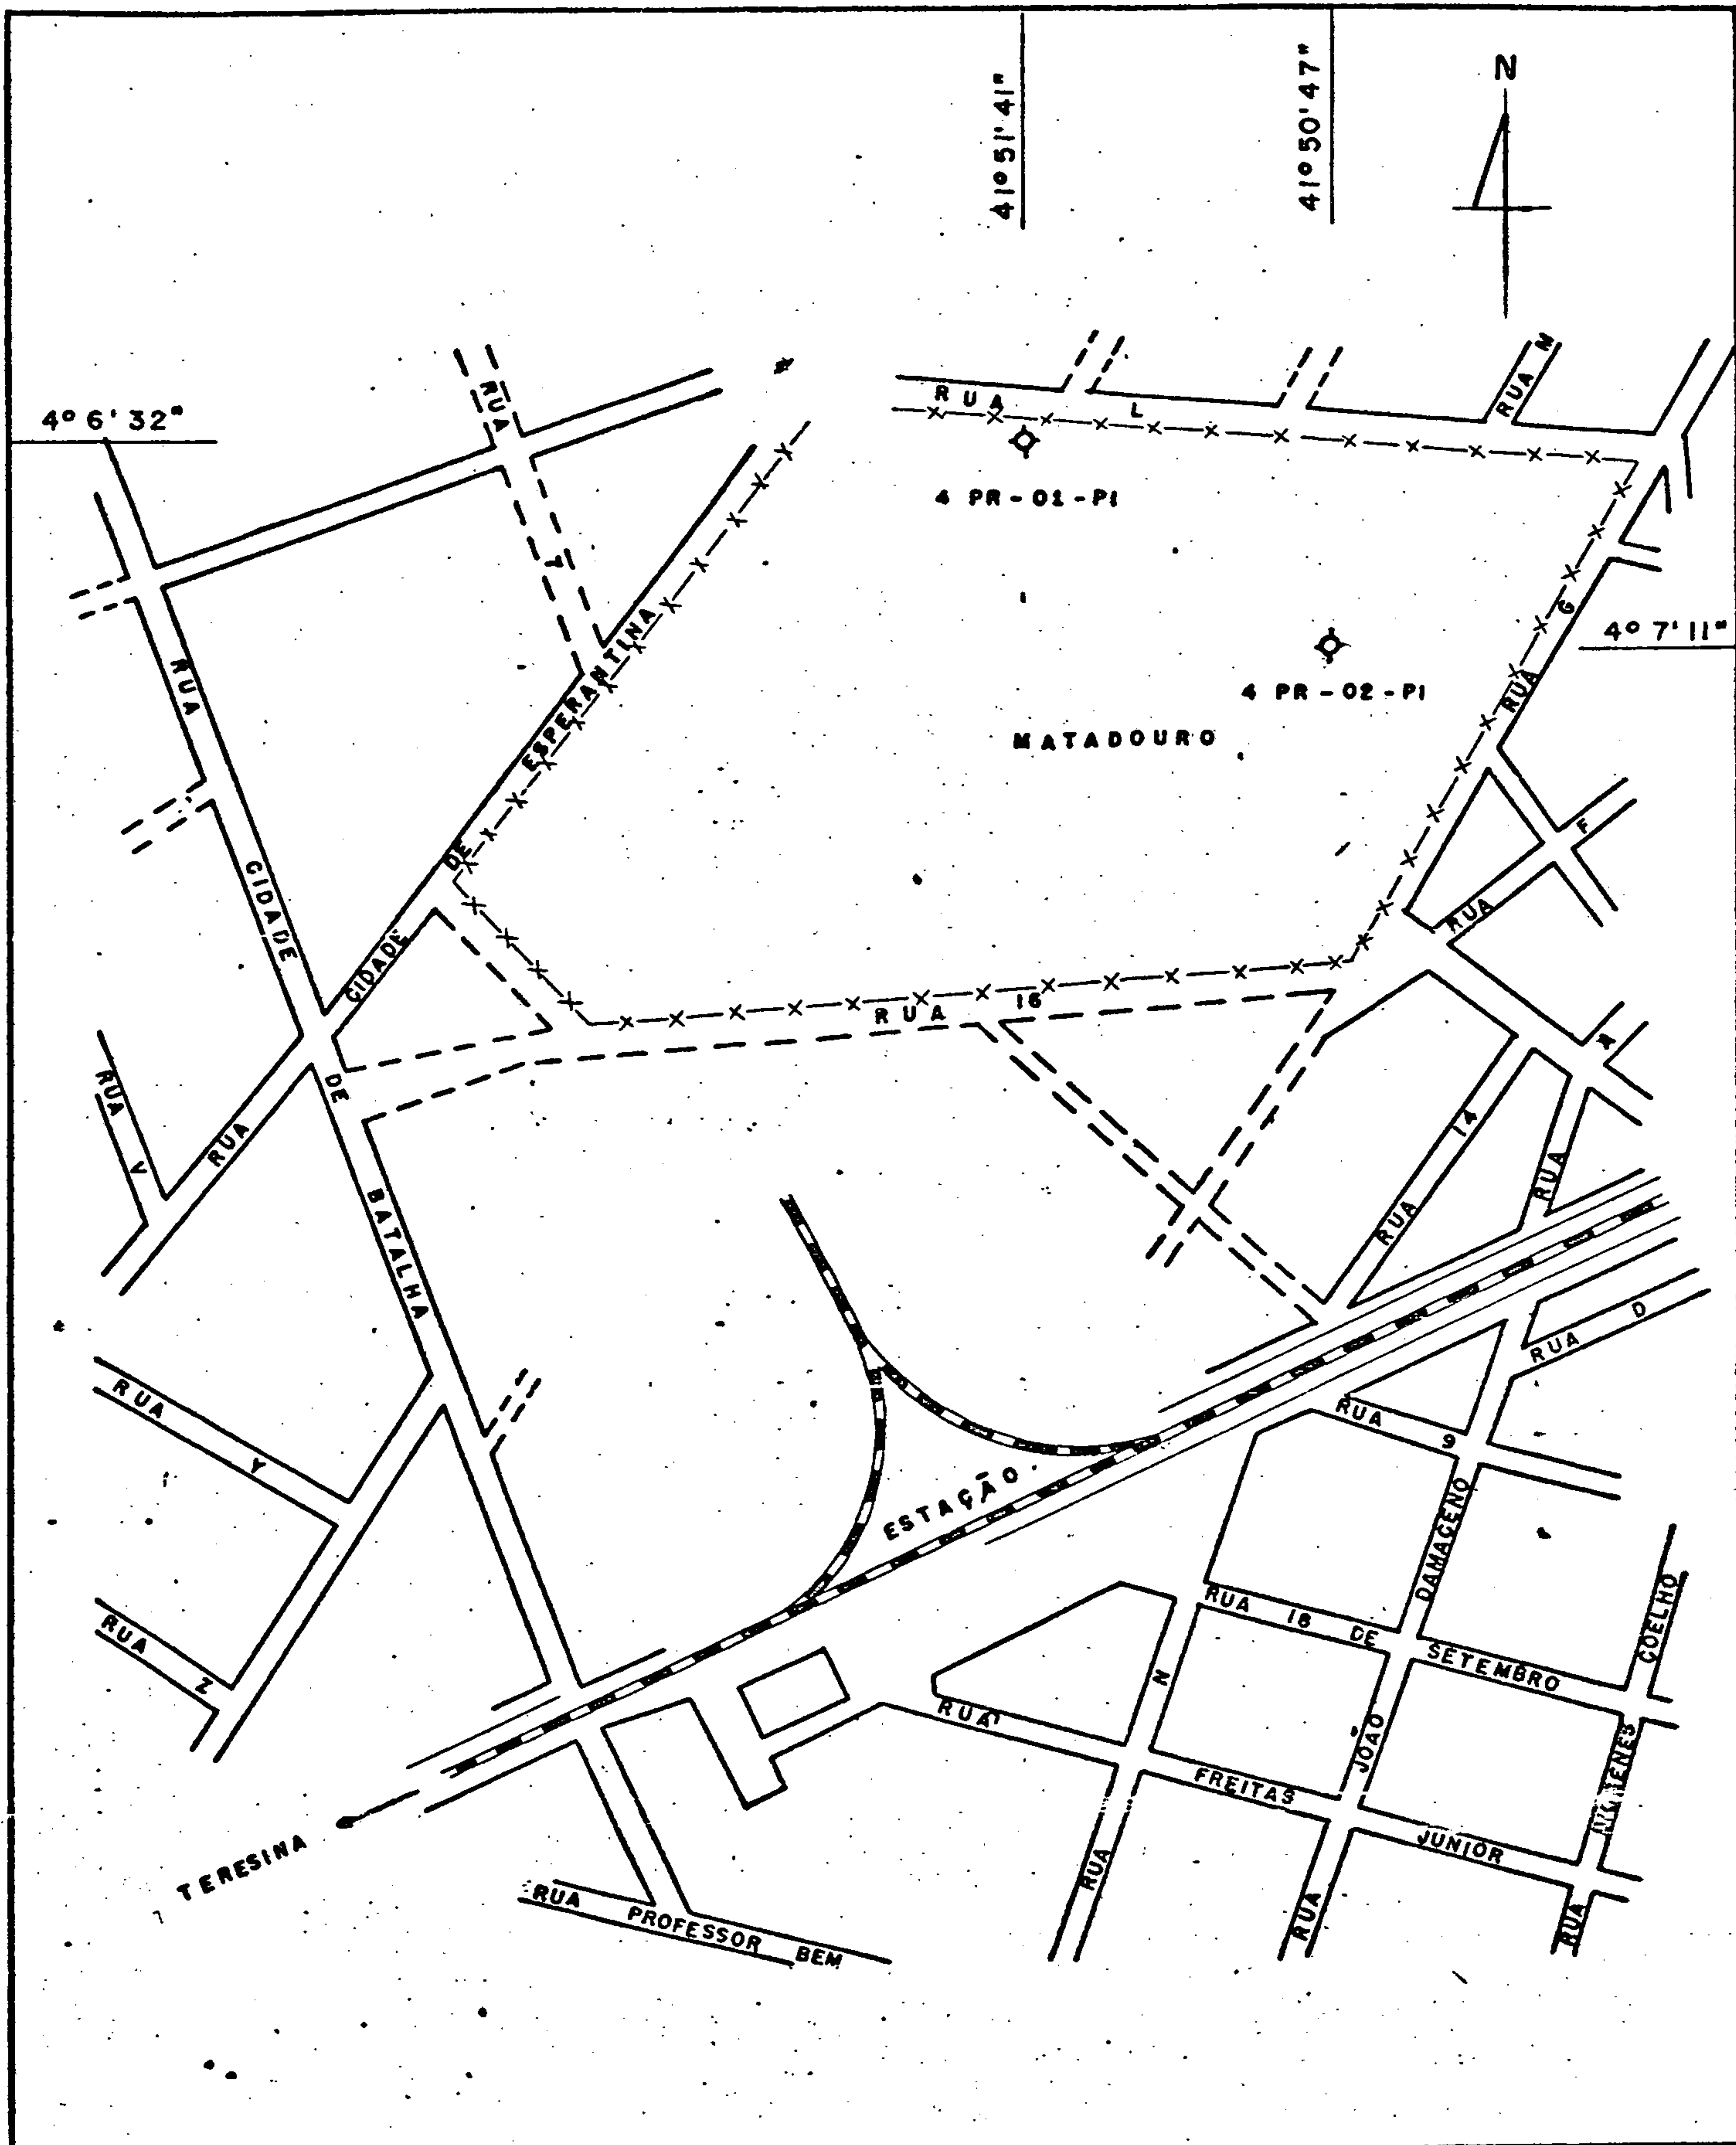 41° 51' 41"
41° 50' 47"
N
4° 6' 32"
RUA
T
RUA L
RUA M
4 PR - 01 - PI
4 PR - 02 - PI
MATADOURO
4° 7' 11"
RUA G
RUA F
RUA CIDADE DE ESPERANTINA
RUA CIDADE DE BATALHA
RUA 16
RUA V
RUA 14
RUA A
RUA D
RUA Y
RUA 9
RUA Z
ESTAÇÃO
RUA 18 DE SETEMBRO
RUA JOAO DAMACENO
RUA N
RUA FREITAS JUNIOR
COELHO
RUA
TERESINA
RUA PROFESSOR BEM